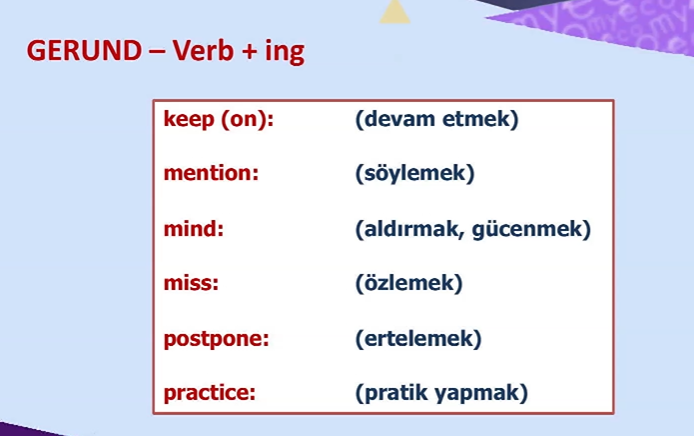 GERUND – Verb + ing
keep (on): (devam etmek)
mention: (söylemek)
mind: (aldırmak, gücenmek)
miss: (özlemek)
postpone: (ertelemek)
practice: (pratik yapmak)